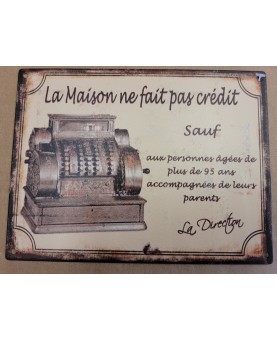 La Maison ne fait pas crédit
Sauf
aux personnes âgées de
plus de 95 ans
accompagnées de leurs
parents
La Direction